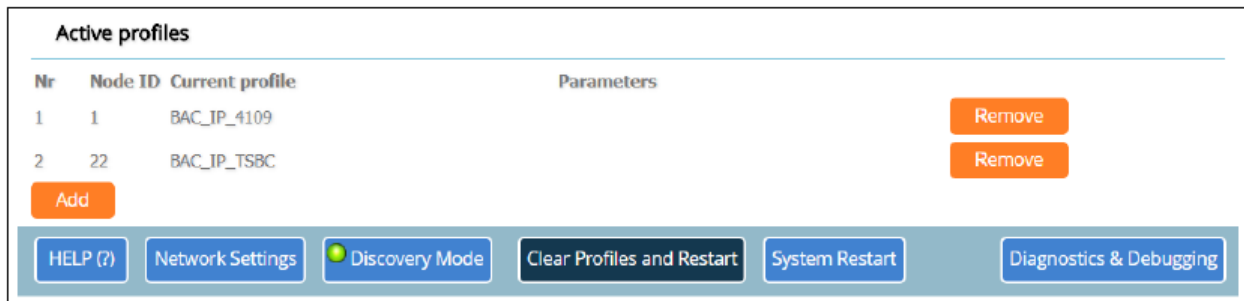 Active profiles
Nr Node ID Current profile Parameters
1 1 BAC_IP_4109 Remove
2 22 BAC_IP_TSBC Remove
Add
HELP (?) Network Settings Discovery Mode Clear Profiles and Restart System Restart Diagnostics & Debugging